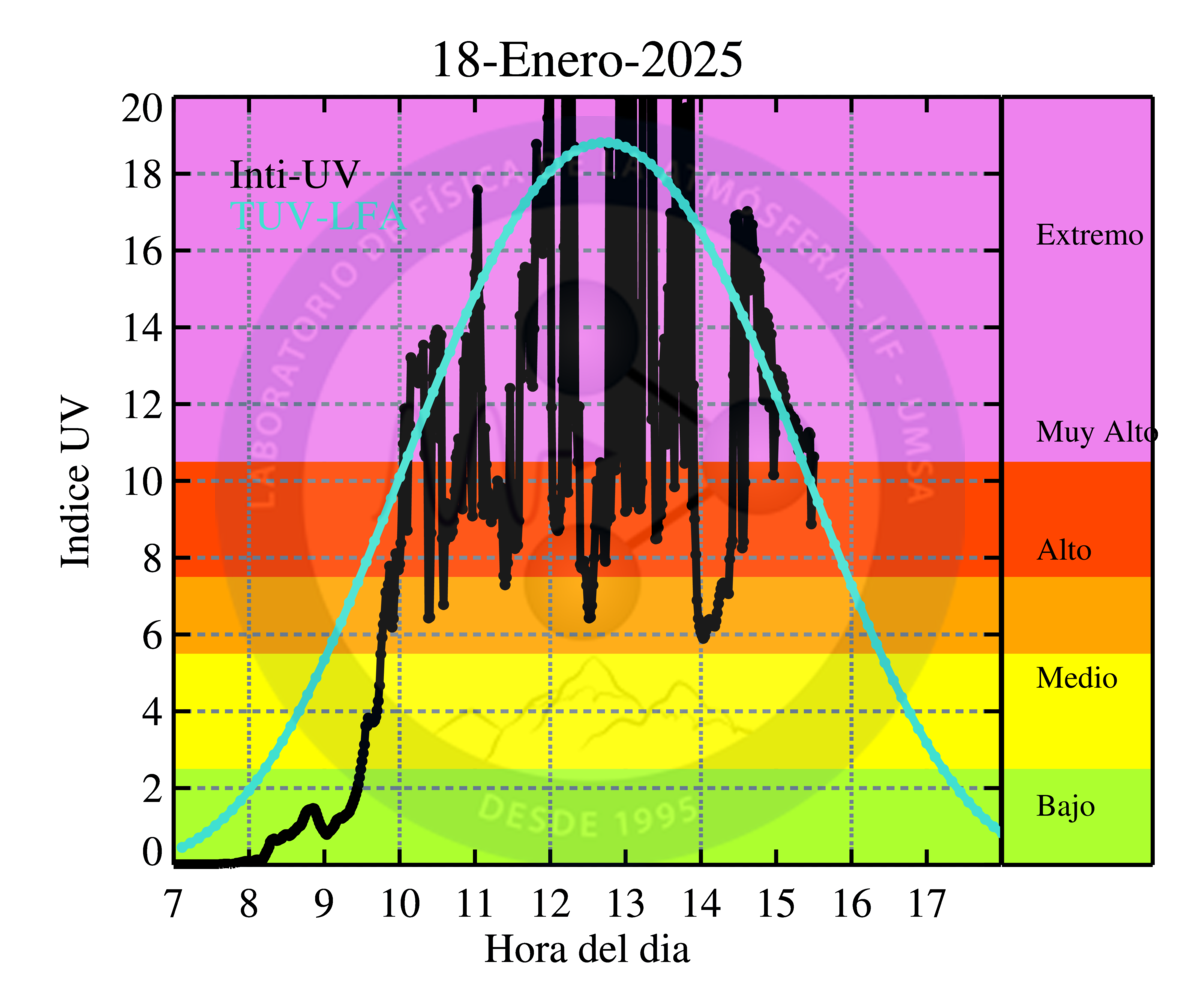 18-Enero-2025
Inti-UV
TUV-LFA
Indice UV
20
18
16
14
12
10
8
6
4
2
0
7 8 9 10 11 12 13 14 15 16 17
Hora del dia
Extremo
Muy Alto
Alto
Medio
Bajo
LABORATORIO DE FÍSICA DE LA ATMÓSFERA - IIF - UMSA
DESDE 1995